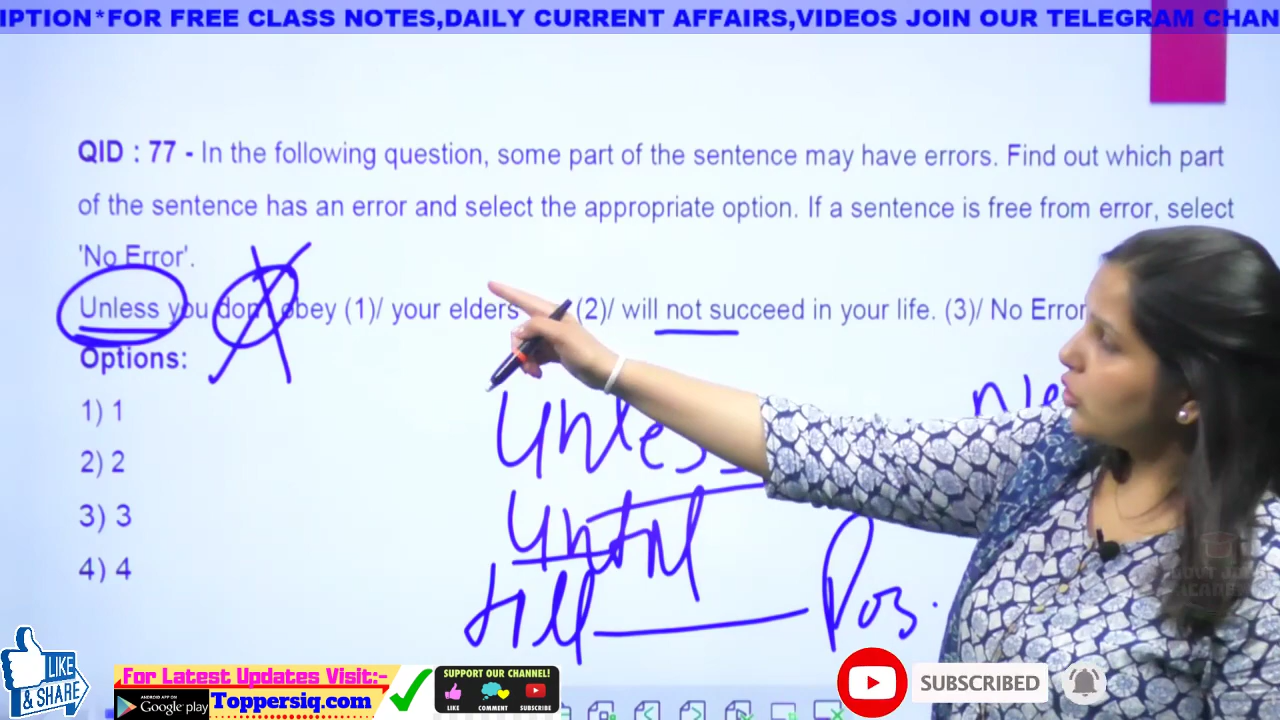 IPTION*FOR FREE CLASS NOTES,DAILY CURRENT AFFAIRS,VIDEOS JOIN OUR TELEGRAM CHAN
QID : 77 - In the following question, some part of the sentence may have errors. Find out which part
of the sentence has an error and select the appropriate option. If a sentence is free from error, select
'No Error'.
Unless you don't obey (1)/ your elders (2)/ will not succeed in your life. (3)/ No Error
Options:
1) 1
2) 2
3) 3
4) 4
Unless
Until
till Pos.
LIKE
& SHARE
For Latest Updates Visit:-
ANDROID APP ON
Google play
Toppersiq.com
SUPPORT OUR CHANNEL!
LIKE COMMENT SUBSCRIBE
SUBSCRIBED